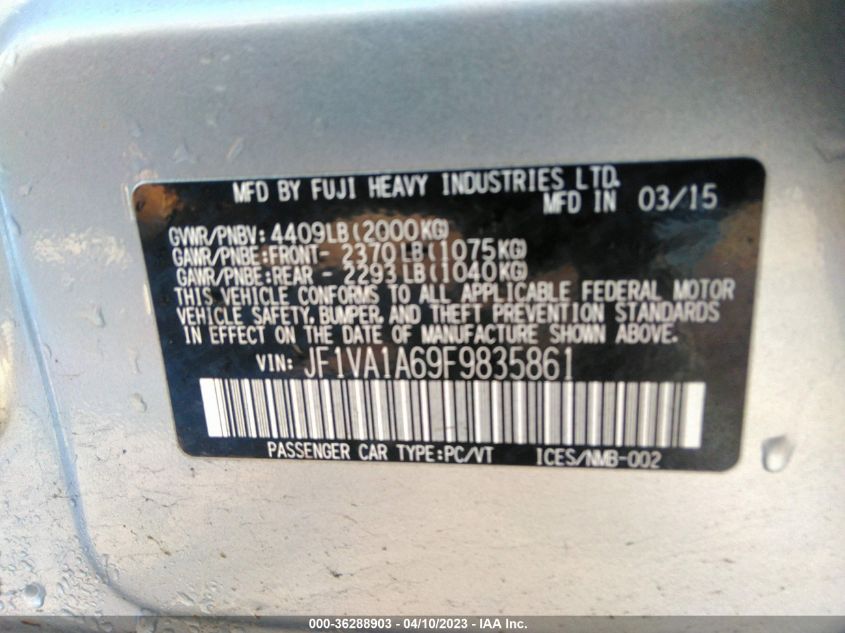 MFD BY FUJI HEAVY INDUSTRIES LTD.
MFD IN 03/15
GVWR/PNBV: 4409LB(2000KG)
GAWR/PNBE:FRONT- 2370LB(1075KG)
GAWR/PNBE:REAR - 2293LB(1040KG)
THIS VEHICLE CONFORMS TO ALL APPLICABLE FEDERAL MOTOR
VEHICLE SAFETY, BUMPER, AND THEFT PREVENTION STANDARDS
IN EFFECT ON THE DATE OF MANUFACTURE SHOWN ABOVE.
VIN: JF1VA1A69F9835861
PASSENGER CAR TYPE:PC/VT ICES/NMB-002
000-36288903 - 04/10/2023 - IAA, Inc.